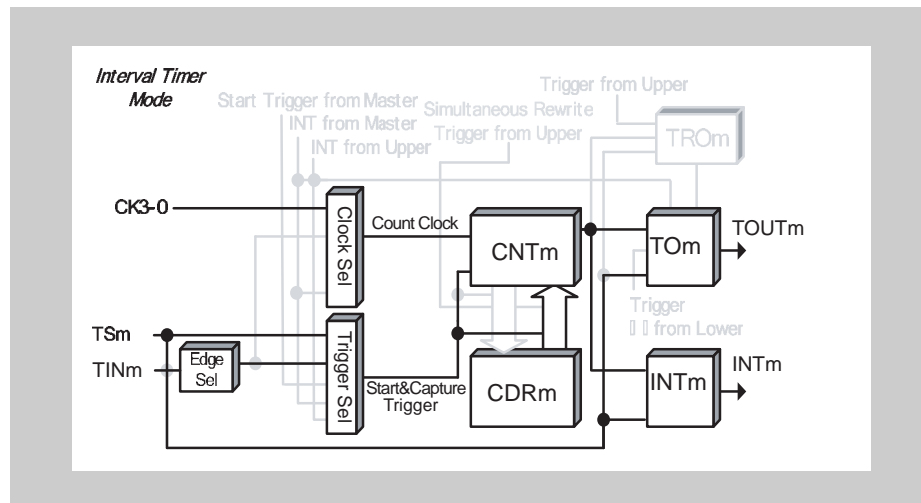 Interval Timer
Mode
Trigger from Upper
Start Trigger from Master
Simultaneous Rewrite
INT from Master
Trigger from Upper
INT from Upper
TROm
CK3-0
Clock Sel
Count Clock
CNTm
TOm
TOUTm
Trigger
from Lower
TSm
TINm
Edge
Sel
Trigger Sel
Start&Capture
Trigger
CDRm
INTm
INTm